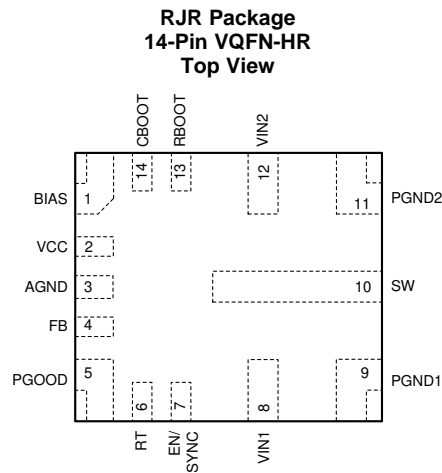 RJR Package
14-Pin VQFN-HR
Top View
CBOOT
RBOOT
VIN2
14
13
12
BIAS
1
11
PGND2
VCC
2
AGND
3
10
SW
FB
4
PGOOD
5
9
PGND1
6
7
8
RT
EN/
SYNC
VIN1